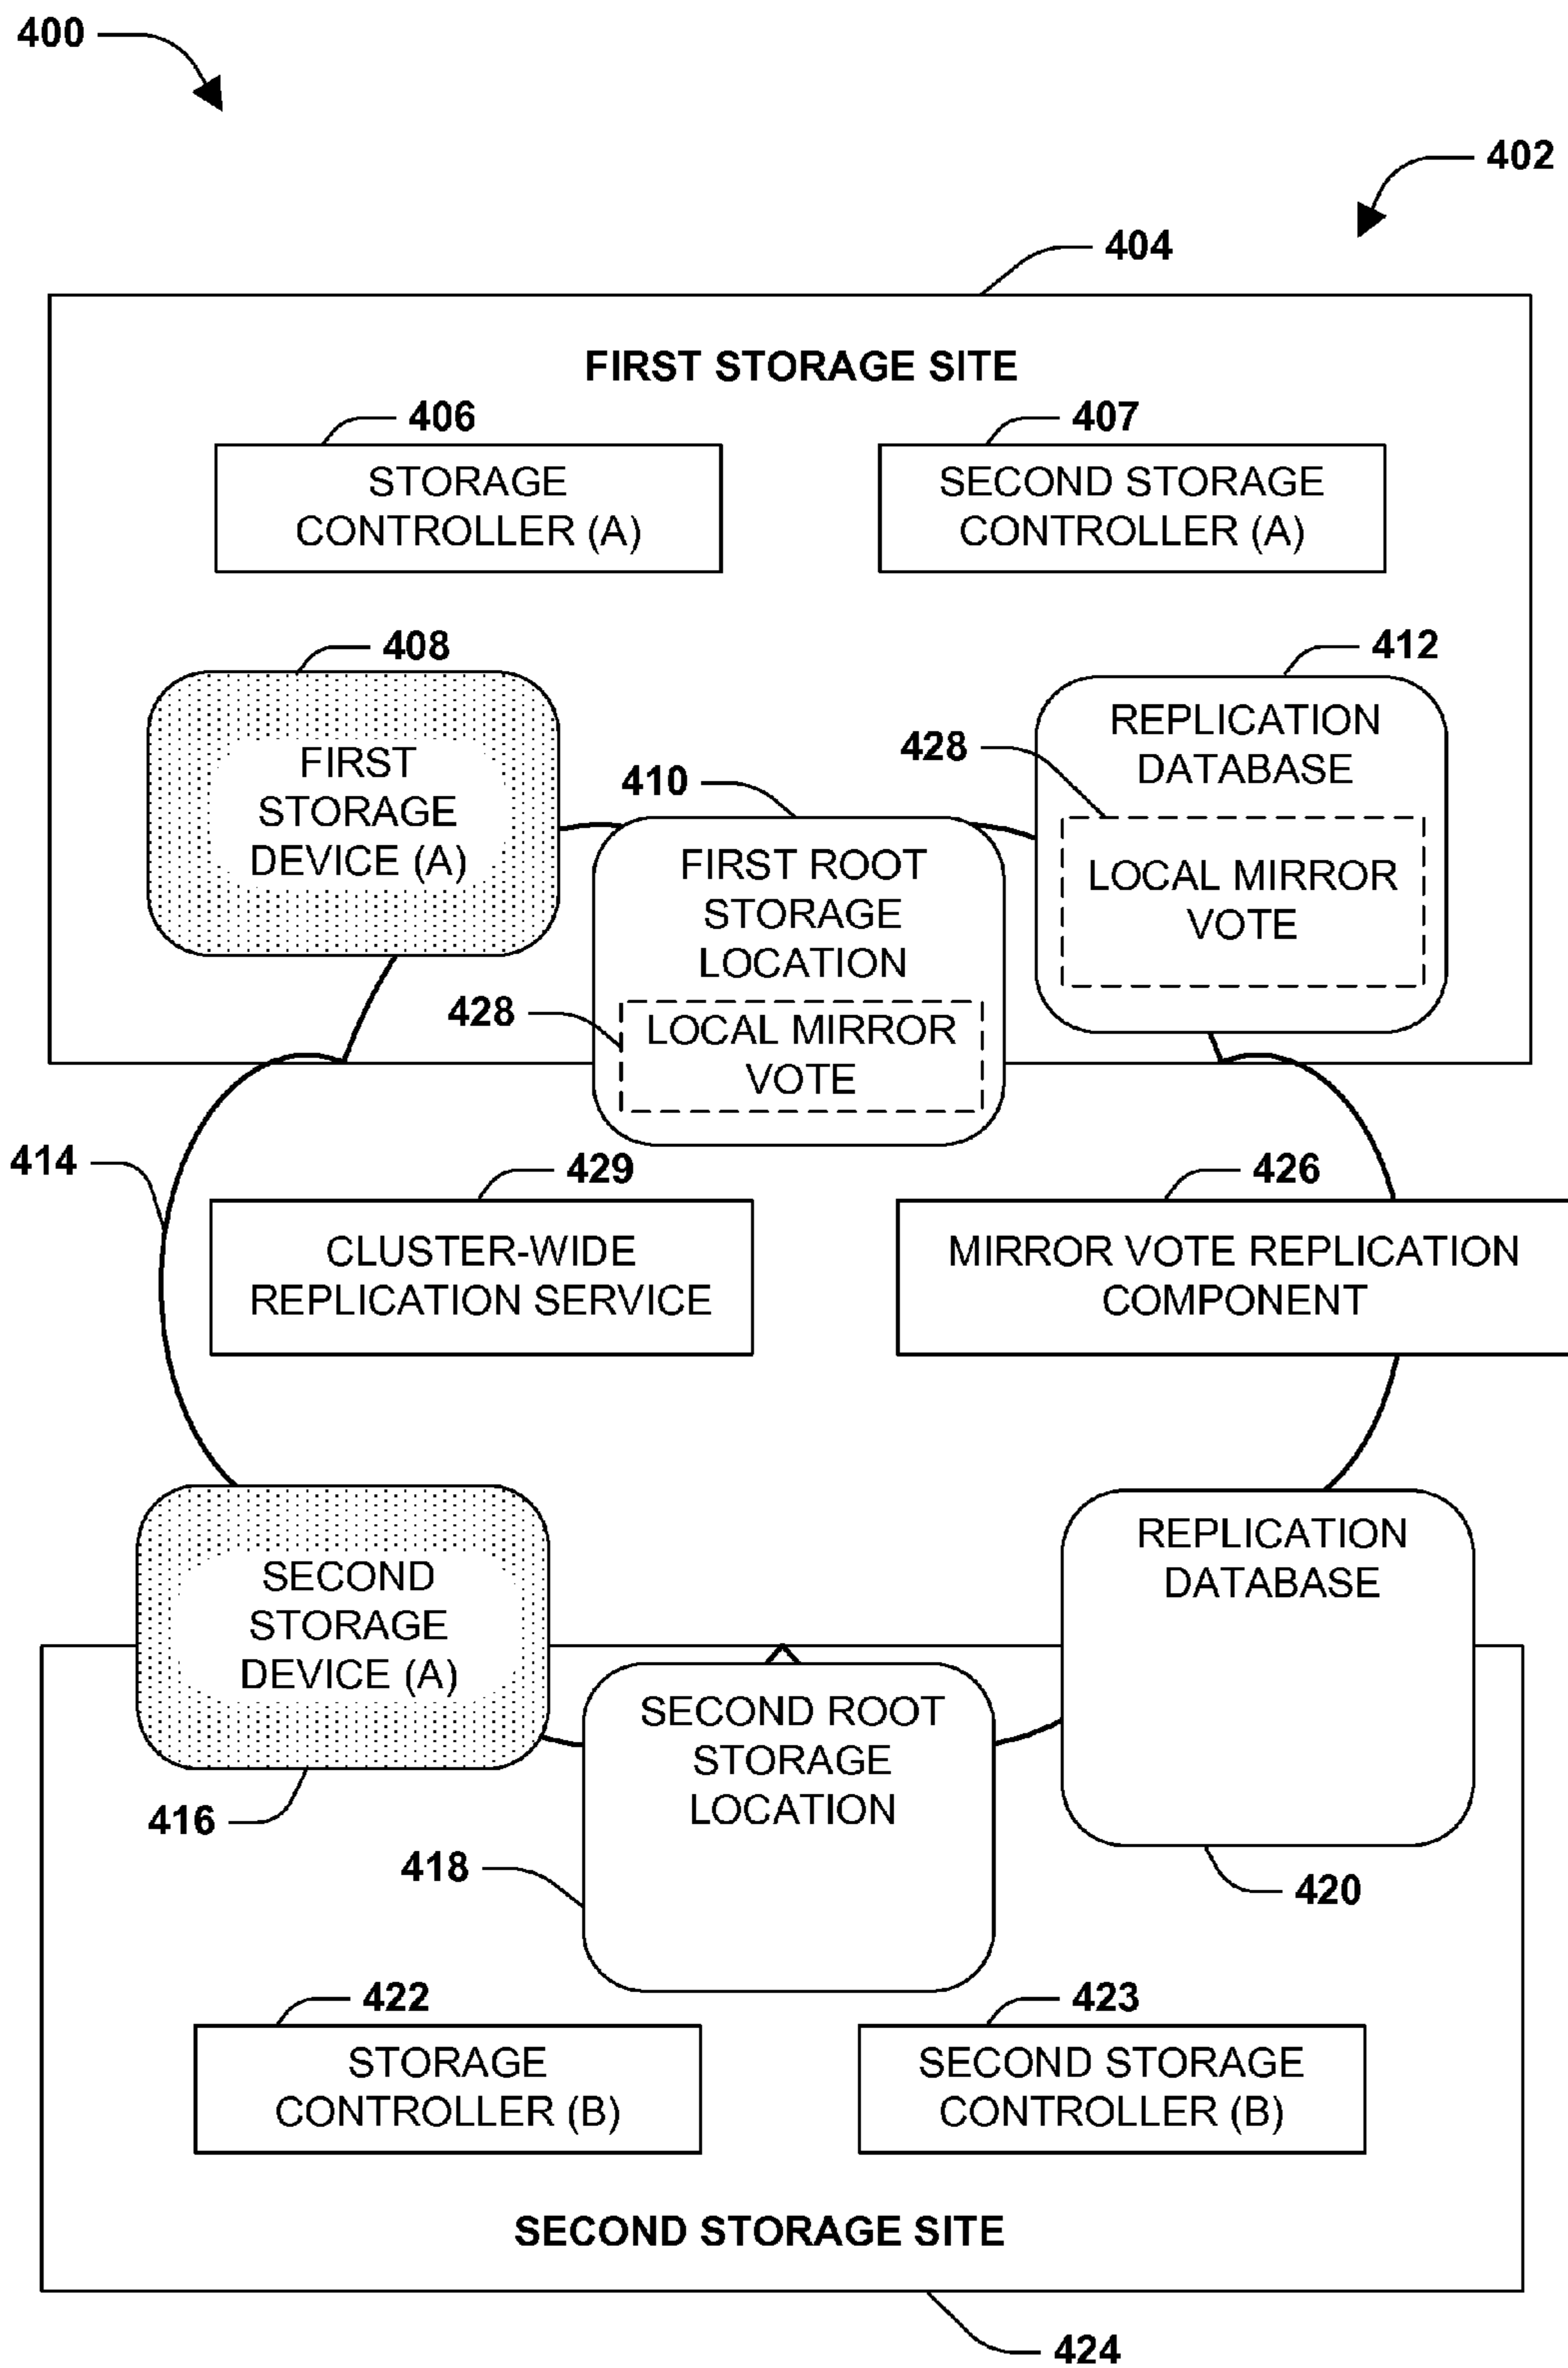 400
402
404
FIRST STORAGE SITE
406
407
STORAGE
CONTROLLER (A)
SECOND STORAGE
CONTROLLER (A)
408
412
FIRST
STORAGE
DEVICE (A)
410
428
REPLICATION
DATABASE
LOCAL MIRROR
VOTE
FIRST ROOT
STORAGE
LOCATION
428
LOCAL MIRROR
VOTE
414
429
426
CLUSTER-WIDE
REPLICATION SERVICE
MIRROR VOTE REPLICATION
COMPONENT
SECOND
STORAGE
DEVICE (A)
REPLICATION
DATABASE
SECOND ROOT
STORAGE
LOCATION
416
418
420
422
423
STORAGE
CONTROLLER (B)
SECOND STORAGE
CONTROLLER (B)
SECOND STORAGE SITE
424